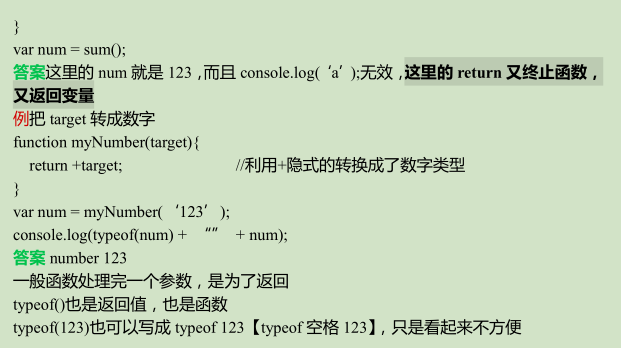 }
var num = sum();
答案这里的 num 就是 123，而且 console.log(‘a’);无效，这里的 return 又终止函数，
又返回变量
例把 target 转成数字
function myNumber(target){
return +target; //利用+隐式的转换成了数字类型
}
var num = myNumber( ‘123’ );
console.log(typeof(num) + “” + num);
答案 number 123
一般函数处理完一个参数，是为了返回
typeof()也是返回值，也是函数
typeof(123)也可以写成 typeof 123【typeof 空格 123】，只是看起来不方便